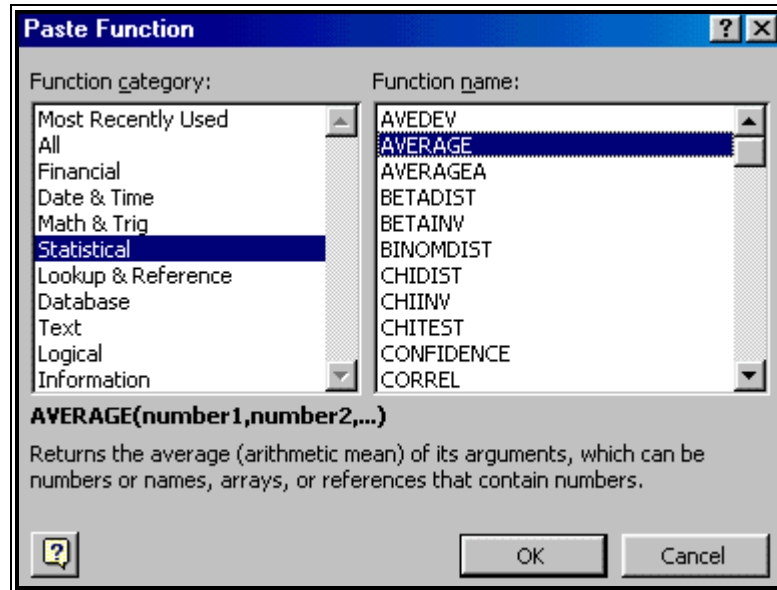 Paste Function
Function category:
Most Recently Used
All
Financial
Date & Time
Math & Trig
Statistical
Lookup & Reference
Database
Text
Logical
Information
Function name:
AVEDEV
AVERAGE
AVERAGEA
BETADIST
BETAINV
BINOMDIST
CHIDIST
CHIINV
CHITEST
CONFIDENCE
CORREL
AVERAGE(number1,number2,...)
Returns the average (arithmetic mean) of its arguments, which can be
numbers or names, arrays, or references that contain numbers.
OK
Cancel